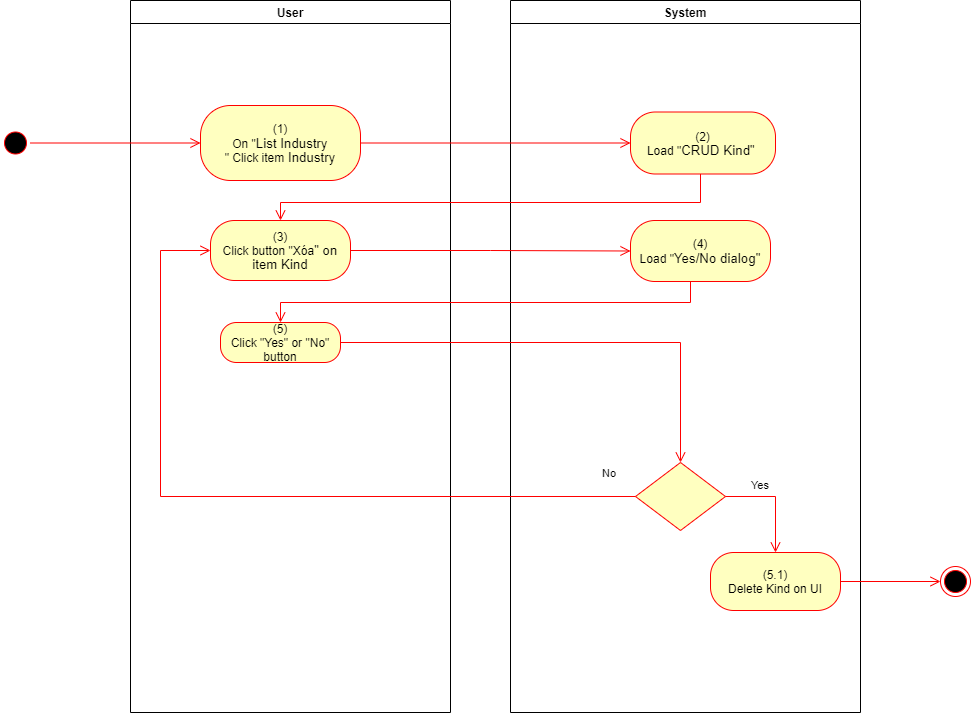 User
System
(1)
On "List Industry
" Click item Industry
(2)
Load "CRUD Kind"
(3)
Click button "Xóa" on
item Kind
(4)
Load "Yes/No dialog"
(5)
Click "Yes" or "No"
button
No
Yes
(5.1)
Delete Kind on UI